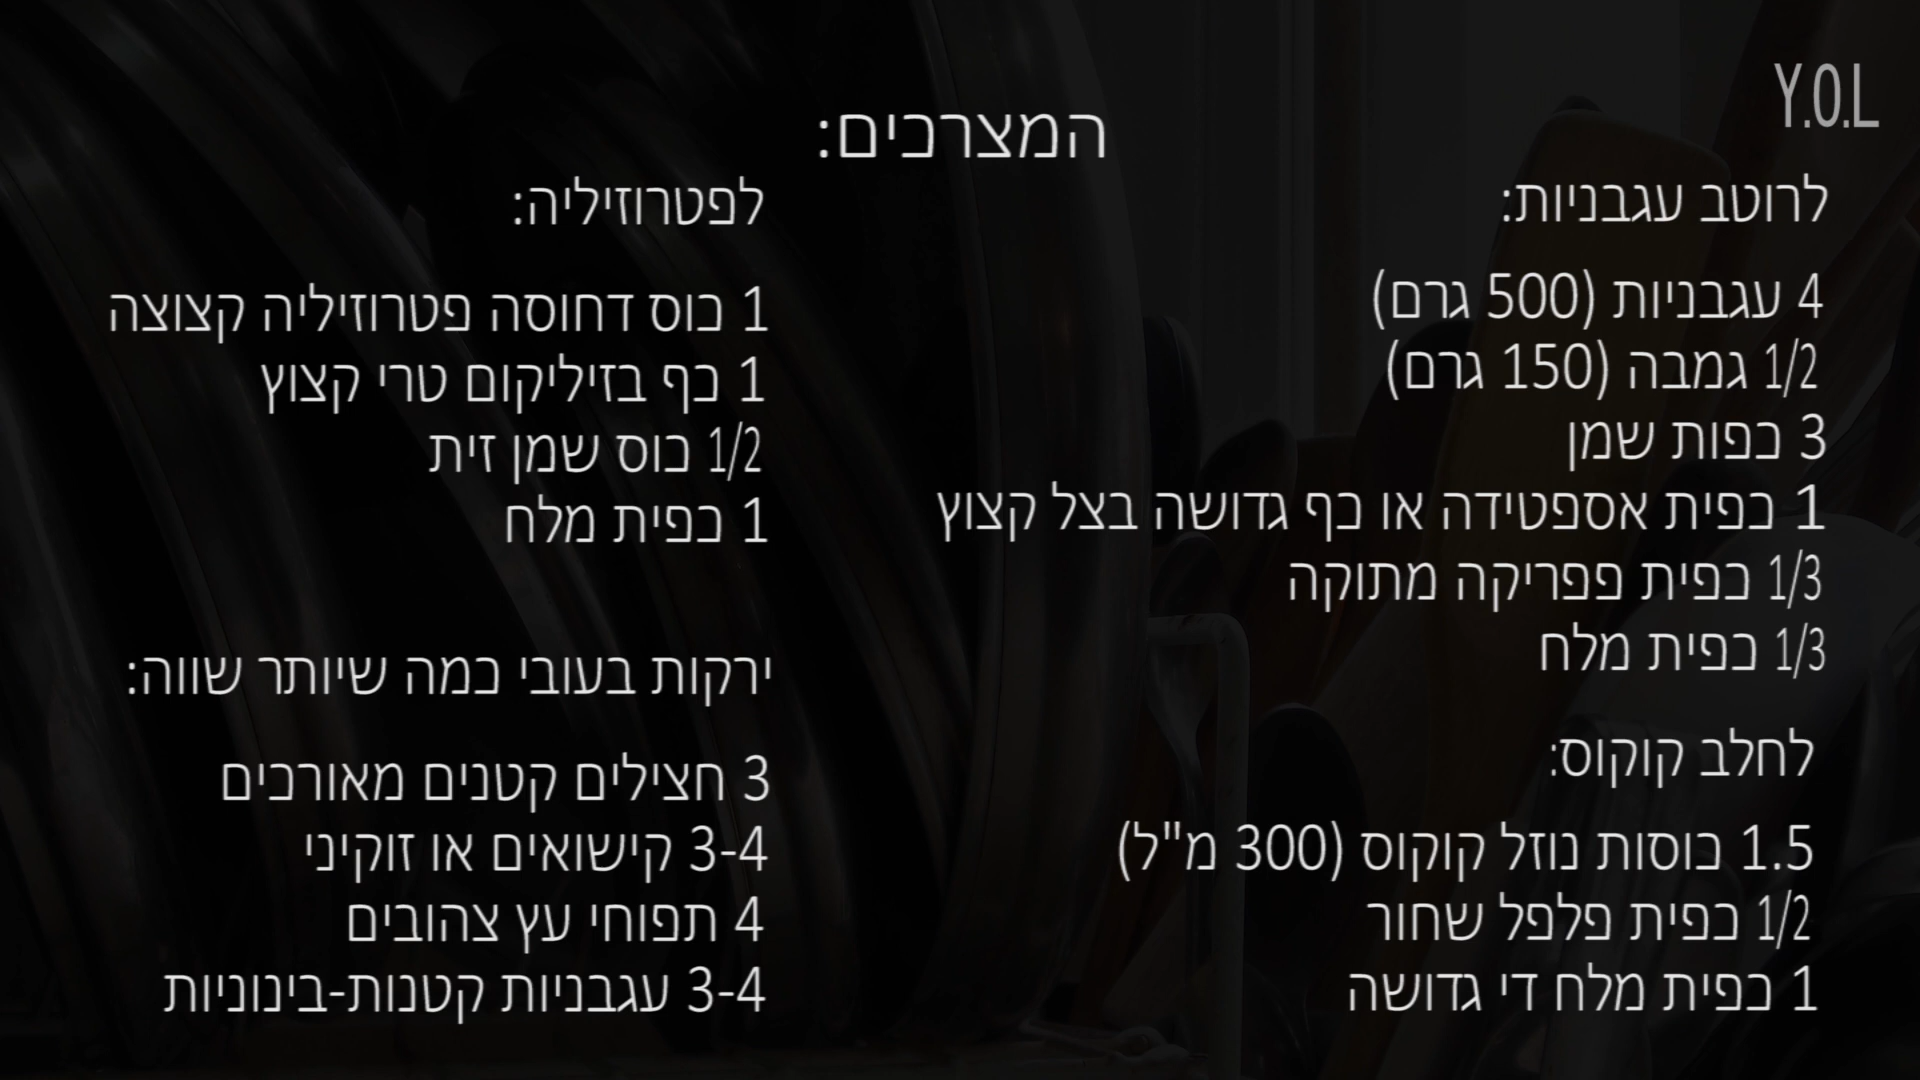 Y.O.L
המצרכים:
לרוטב עגבניות:
4 עגבניות (500 גרם)
1/2 גמבה (150 גרם)
3 כפות שמן
1 כפית אספטידה או כף גדושה בצל קצוץ
1/3 כפית פפריקה מתוקה
1/3 כפית מלח
לחלב קוקוס:
1.5 כוסות נוזל קוקוס (300 מ"ל)
1/2 כפית פלפל שחור
1 כפית מלח די גדושה
לפטרוזיליה:
1 כוס דחוסה פטרוזיליה קצוצה
1 כף בזיליקום טרי קצוץ
1/2 כוס שמן זית
1 כפית מלח
ירקות בעובי כמה שיותר שווה:
3 חצילים קטנים מאורכים
3-4 קישואים או זוקיני
4 תפוחי עץ צהובים
3-4 עגבניות קטנות-בינוניות